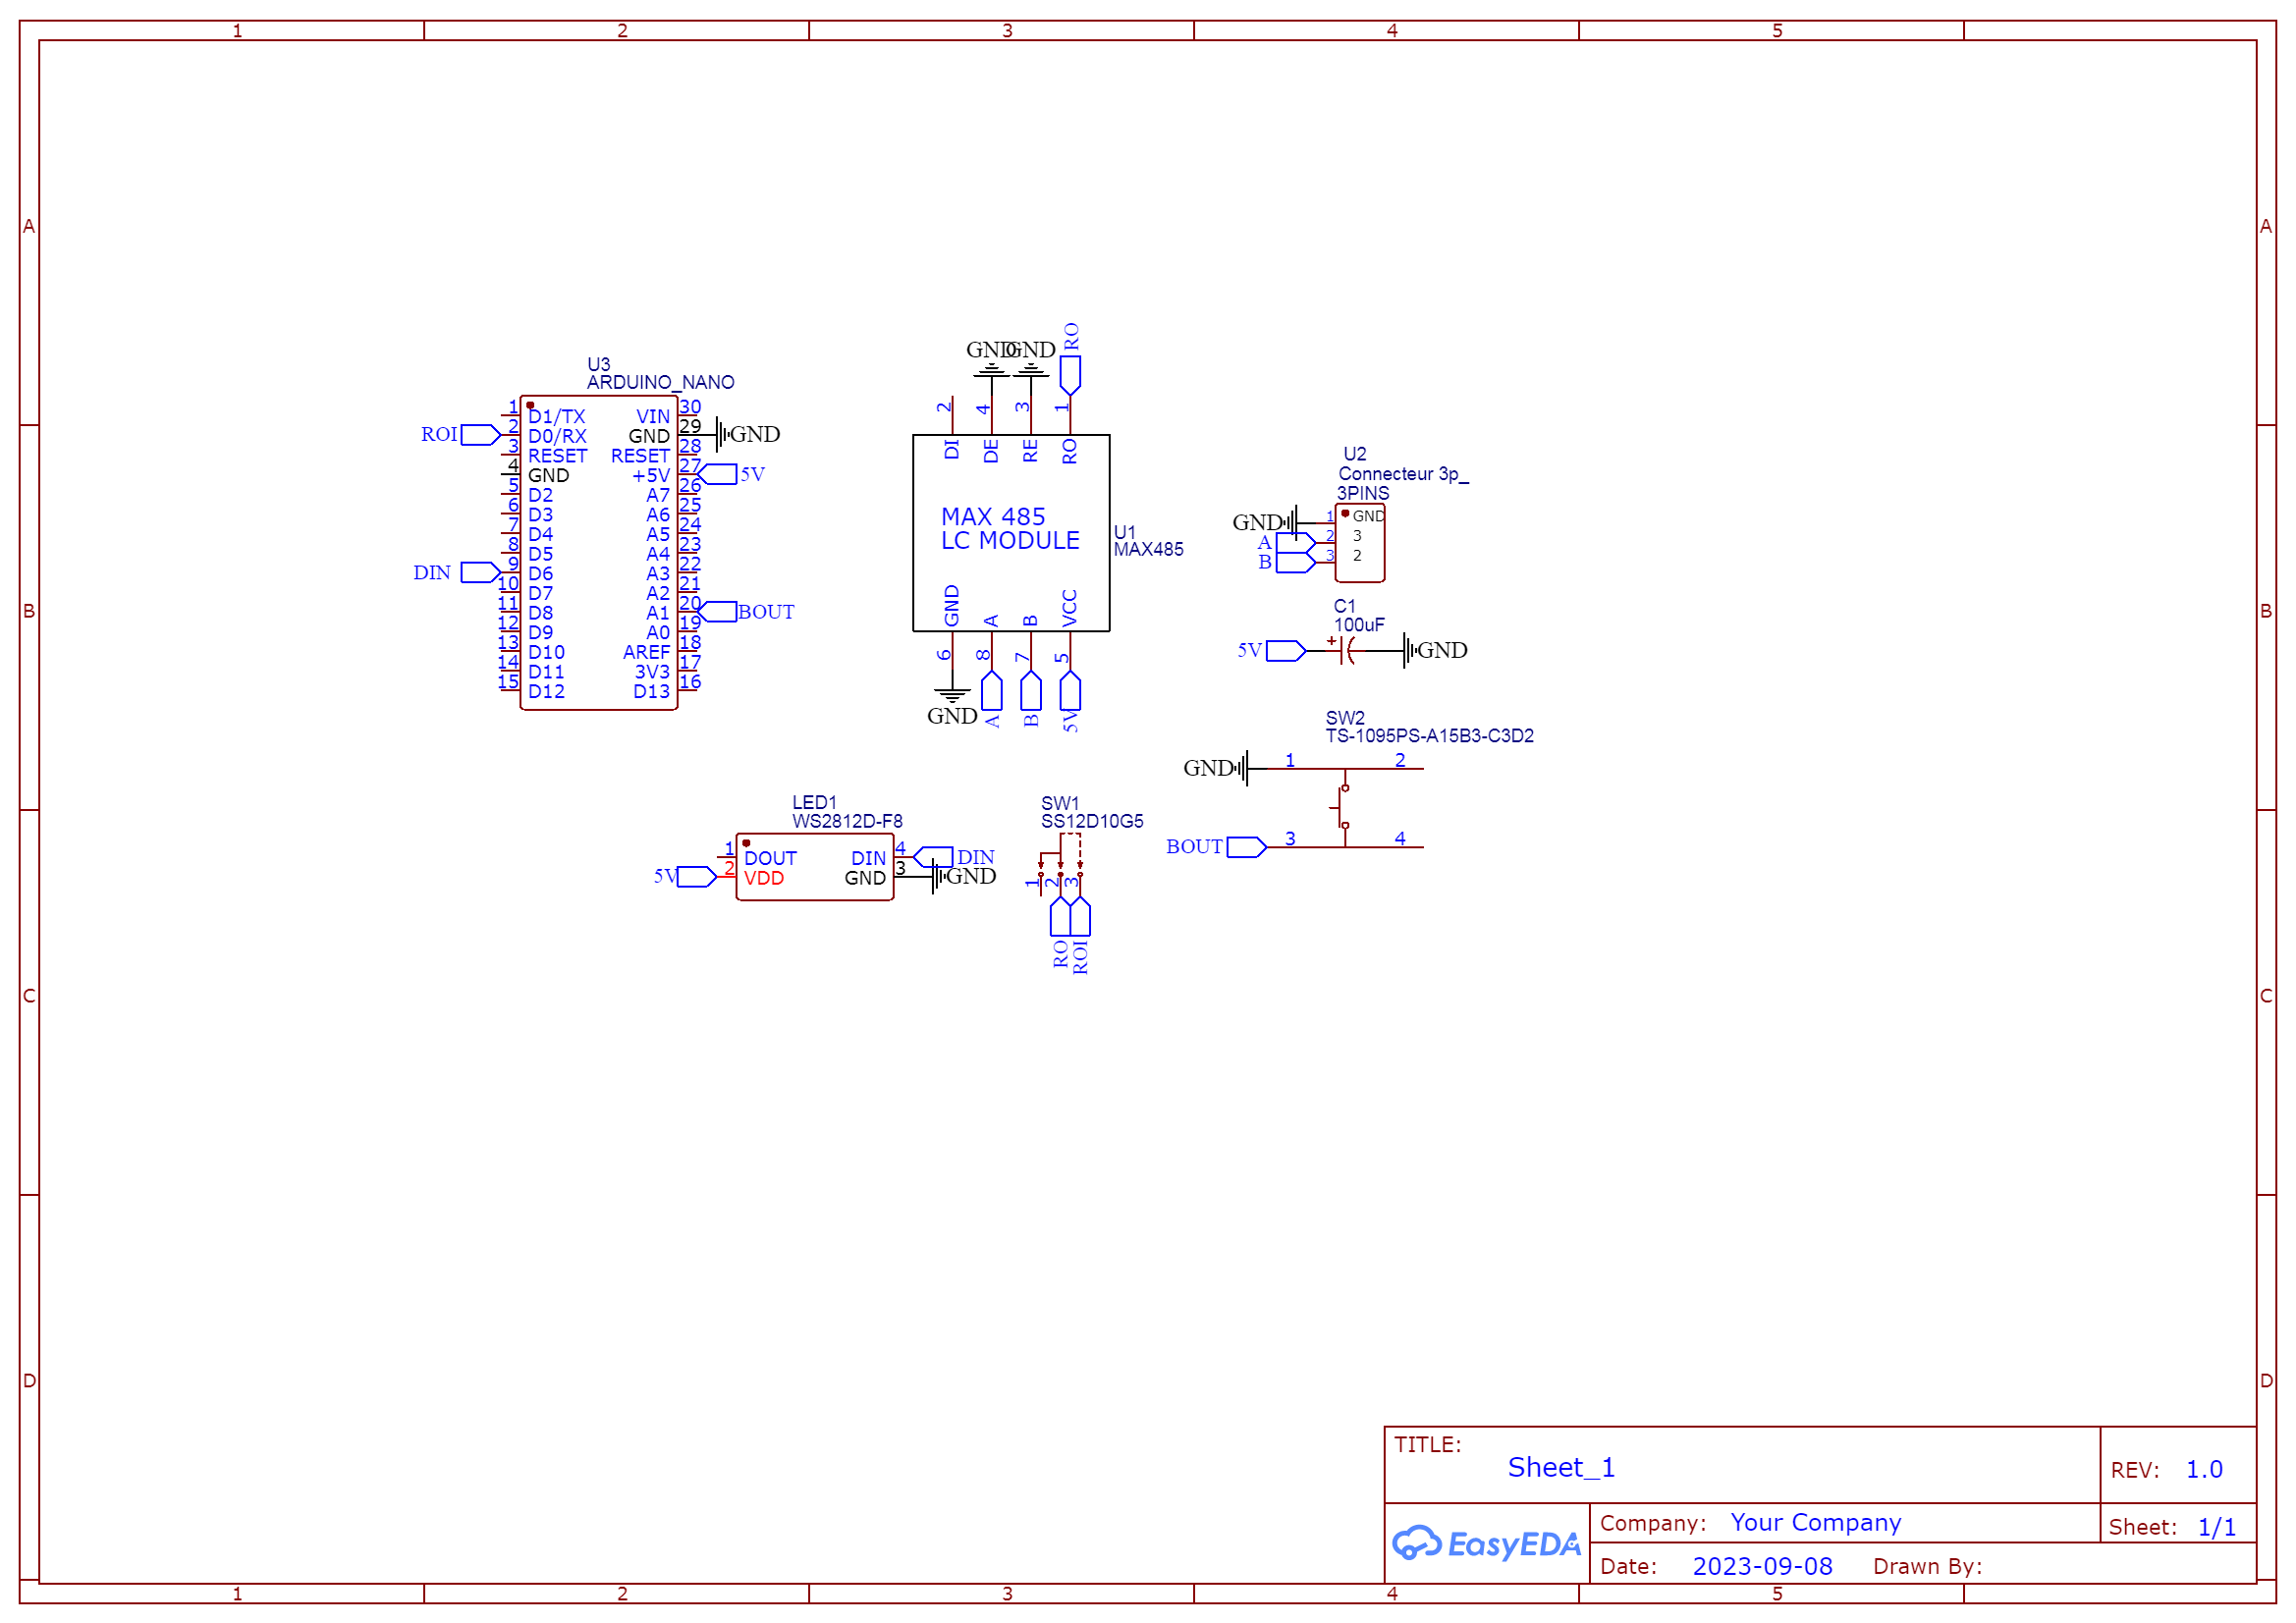 1 2 3 4 5
A A
B B
C C
D D
U3
ARDUINO_NANO
1 D1/TX VIN 30
ROI 2 D0/RX GND 29 GND
3 RESET RESET 28
4 GND +5V 27 5V
5 D2 A7 26
6 D3 A6 25
7 D4 A5 24
8 D5 A4 23
DIN 9 D6 A3 22
10 D7 A2 21
11 D8 A1 20 BOUT
12 D9 A0 19
13 D10 AREF 18
14 D11 3V3 17
15 D12 D13 16
GND GND RO
2 4 3 1
DI DE RE RO
MAX 485
LC MODULE
U1
MAX485
GND A B VCC
6 8 7 5
GND A B 5V
U2
Connecteur 3p_
3PINS
GND 1 GND
A 2 3
B 3 2
C1
100uF
5V + GND
SW2
TS-1095PS-A15B3-C3D2
GND 1 2
BOUT 3 4
LED1
WS2812D-F8
1 DOUT DIN 4 DIN
5V 2 VDD GND 3 GND
SW1
SS12D10G5
1 2 3
RO ROI
TITLE:
Sheet_1
REV: 1.0
EasyEDA
Company: Your Company
Sheet: 1/1
Date: 2023-09-08 Drawn By:
1 2 3 4 5